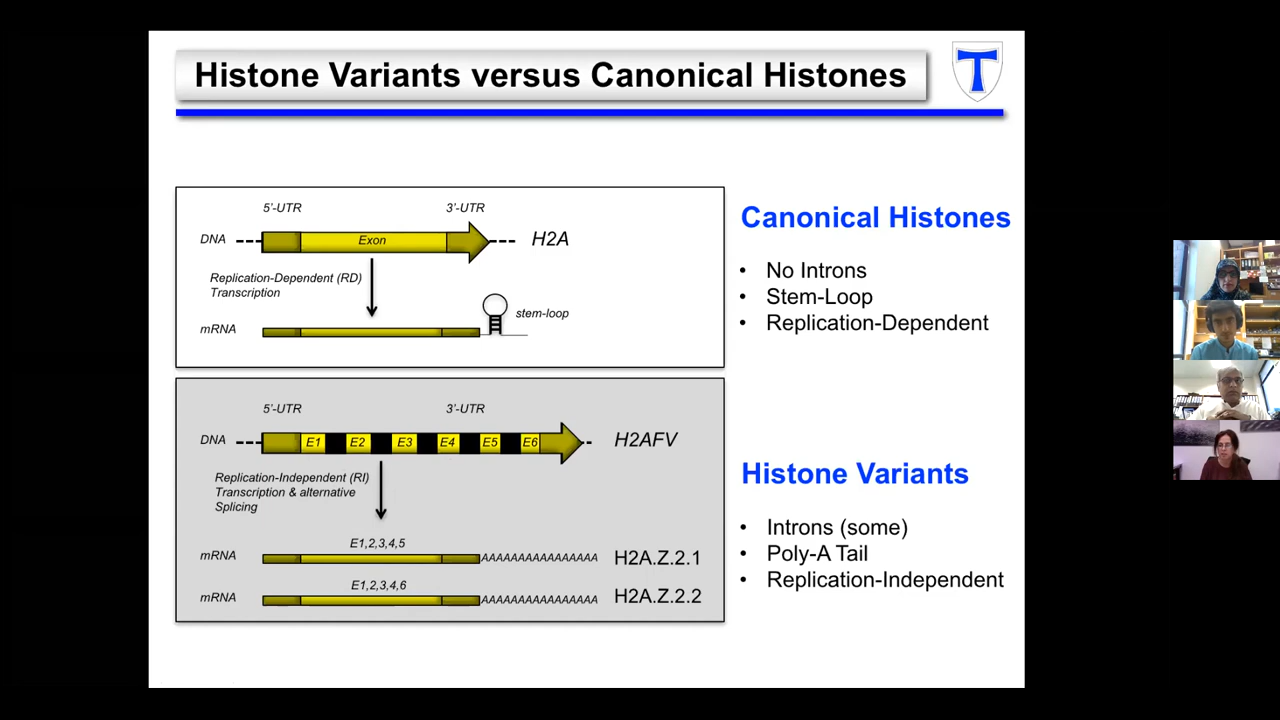 Histone Variants versus Canonical Histones
T
5'-UTR 3'-UTR
DNA Exon H2A
Replication-Dependent (RD)
Transcription
stem-loop
mRNA
Canonical Histones
• No Introns
• Stem-Loop
• Replication-Dependent
5'-UTR 3'-UTR
DNA E1 E2 E3 E4 E5 E6 H2AFV
Replication-Independent (RI)
Transcription & alternative
Splicing
E1,2,3,4,5
mRNA AAAAAAAAAAAAAAAA H2A.Z.2.1
E1,2,3,4,6
mRNA AAAAAAAAAAAAAAAA H2A.Z.2.2
Histone Variants
• Introns (some)
• Poly-A Tail
• Replication-Independent